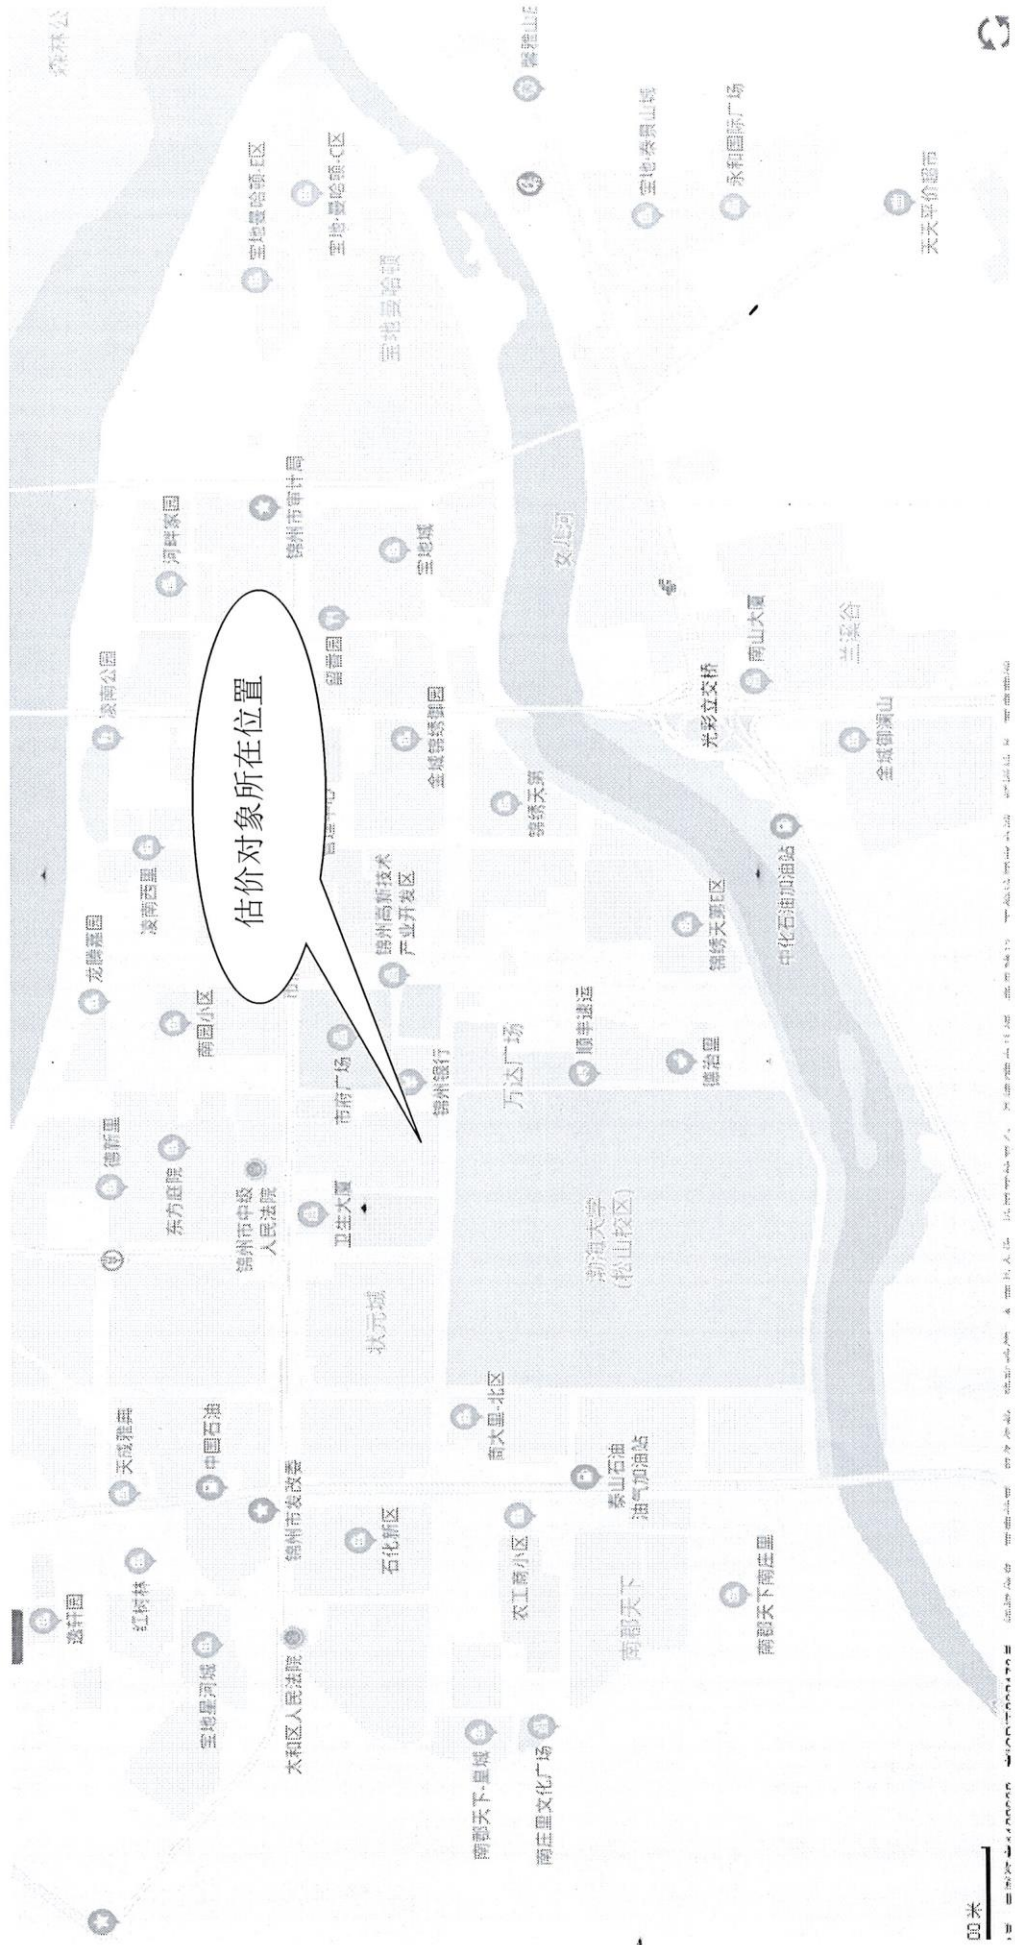 估价对象所在位置
逸轩园
天成雅典
德新里
龙腾嘉园
凌南公园
红树林
中国石油
东方庭院
南园小区
凌南西里
河畔家园
宝地曼哈顿-E区
宝地星河城
锦州市发改委
锦州市中级
人民法院
锦州市审计局
宝地·曼哈顿-C区
太和区人民法院
石化新区
状元城
卫生大厦
市府广场
锦州高新技术
产业开发区
留香园
宝地城
宝地曼哈顿
锦州银行
金城锦绣御园
南郡天下-皇城
商大里-北区
万达广场
锦绣天第
南庄里文化广场
农工商小区
泰山石油
油气加油站
渤海大学
(松山校区)
顺丰速运
女儿河
宝地·泰景山城
南郡天下
德治里
锦绣天第E区
光彩立交桥
永和国际广场
南郡天下南庄里
中化石油加油站
南山大厦
兰溪谷
金城御澜山
天天平价超市
00 米